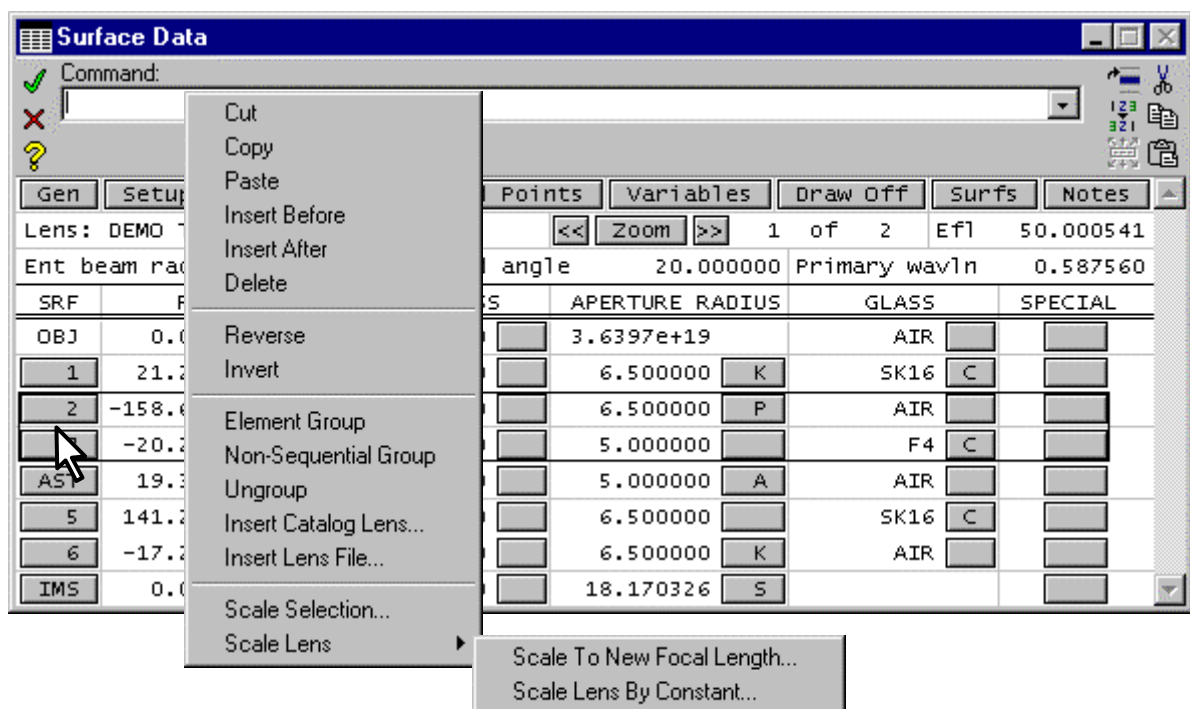 Surface Data
Command:
Gen Setup Points Variables Draw Off Surfs Notes
Lens: DEMO << Zoom >> 1 of 2 Efl 50.000541
Ent beam angle 20.000000 Primary wavln 0.587560
SRF APERTURE RADIUS GLASS SPECIAL
OBJ 3.6397e+19 AIR
1 21.2 6.500000 K SK16 C
2 -158.6 6.500000 P AIR
-20.2 5.000000 F4 C
AST 19.3 5.000000 A AIR
5 141.2 6.500000 SK16 C
6 -17.2 6.500000 K AIR
IMS 0.0 18.170326 S
Cut
Copy
Paste
Insert Before
Insert After
Delete
Reverse
Invert
Element Group
Non-Sequential Group
Ungroup
Insert Catalog Lens...
Insert Lens File...
Scale Selection...
Scale Lens
Scale To New Focal Length...
Scale Lens By Constant...